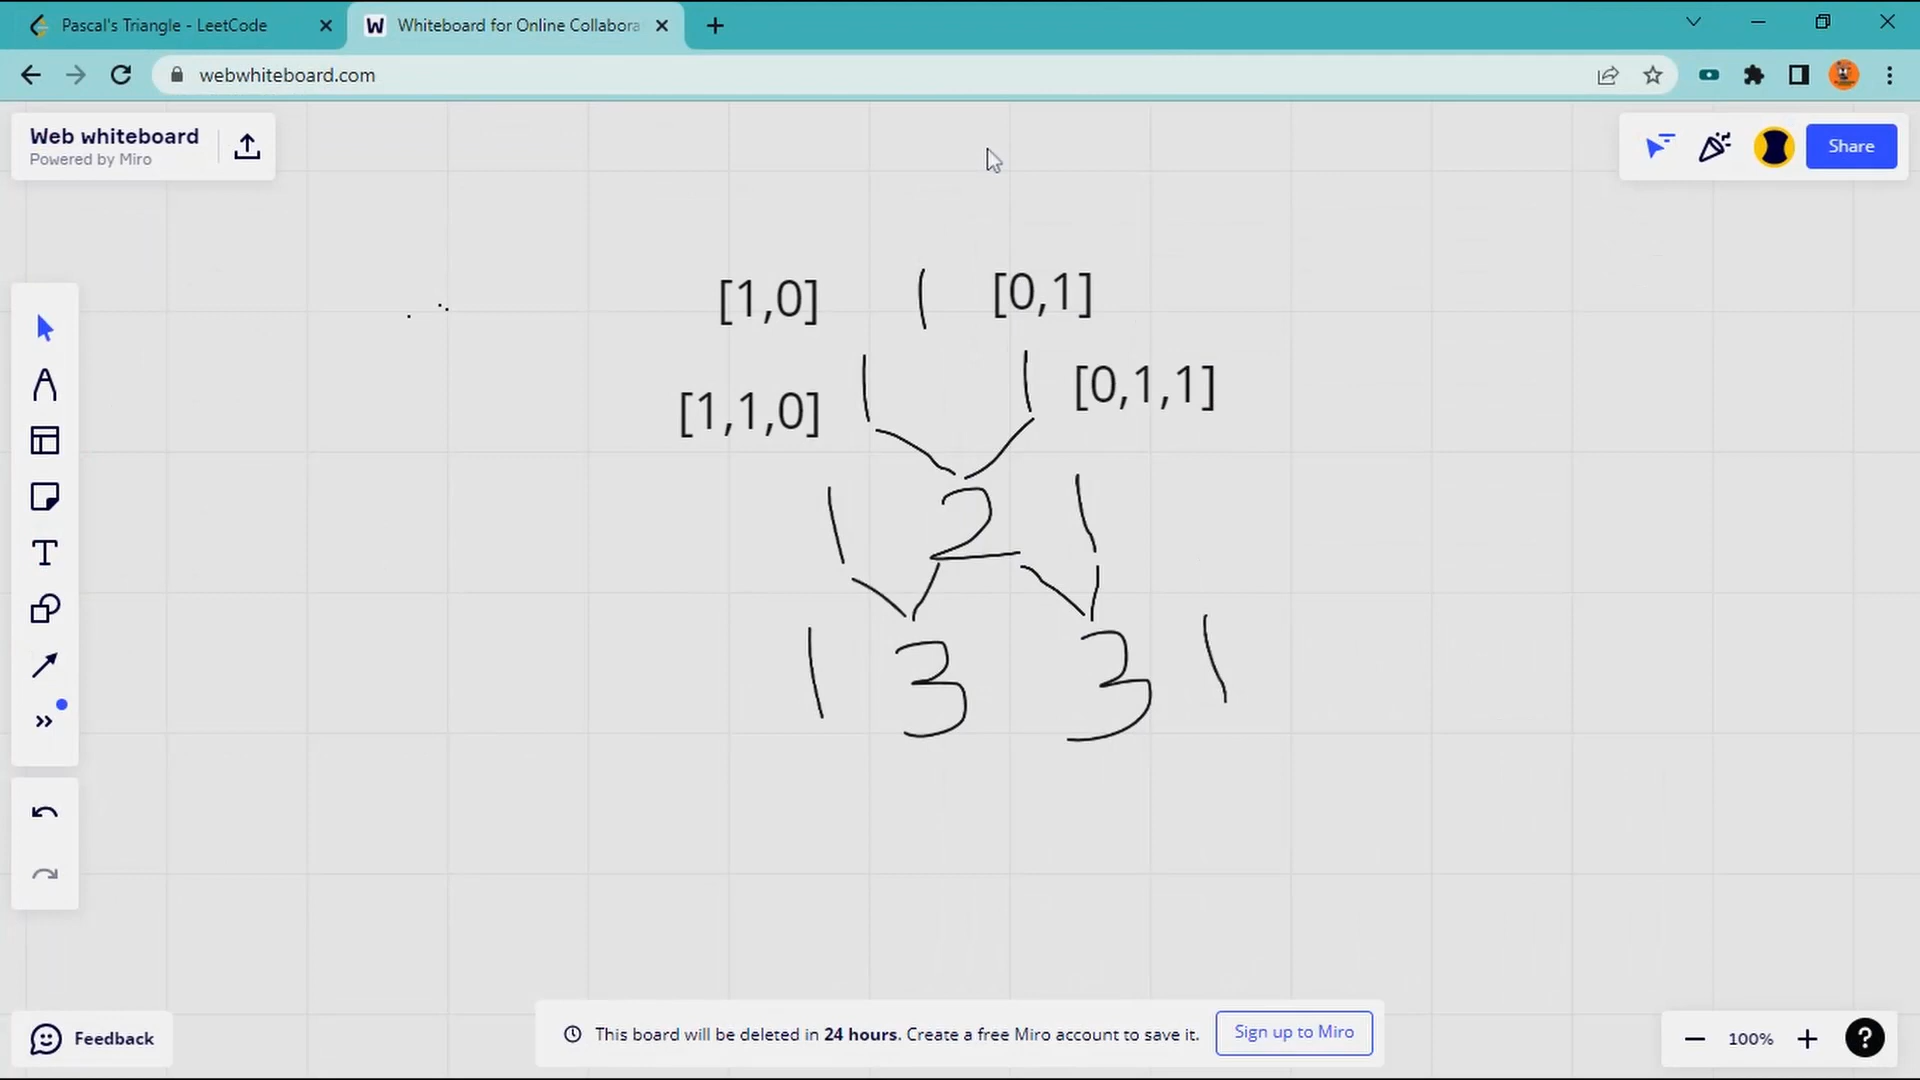 Pascal's Triangle - LeetCode
W Whiteboard for Online Collabora
webwhiteboard.com
Web whiteboard
Powered by Miro
Share
[1,0] 1 [0,1]
[1,1,0] 1 1 [0,1,1]
1 2 1
1 3 3 1
T
Feedback
This board will be deleted in 24 hours. Create a free Miro account to save it.
Sign up to Miro
100%
?